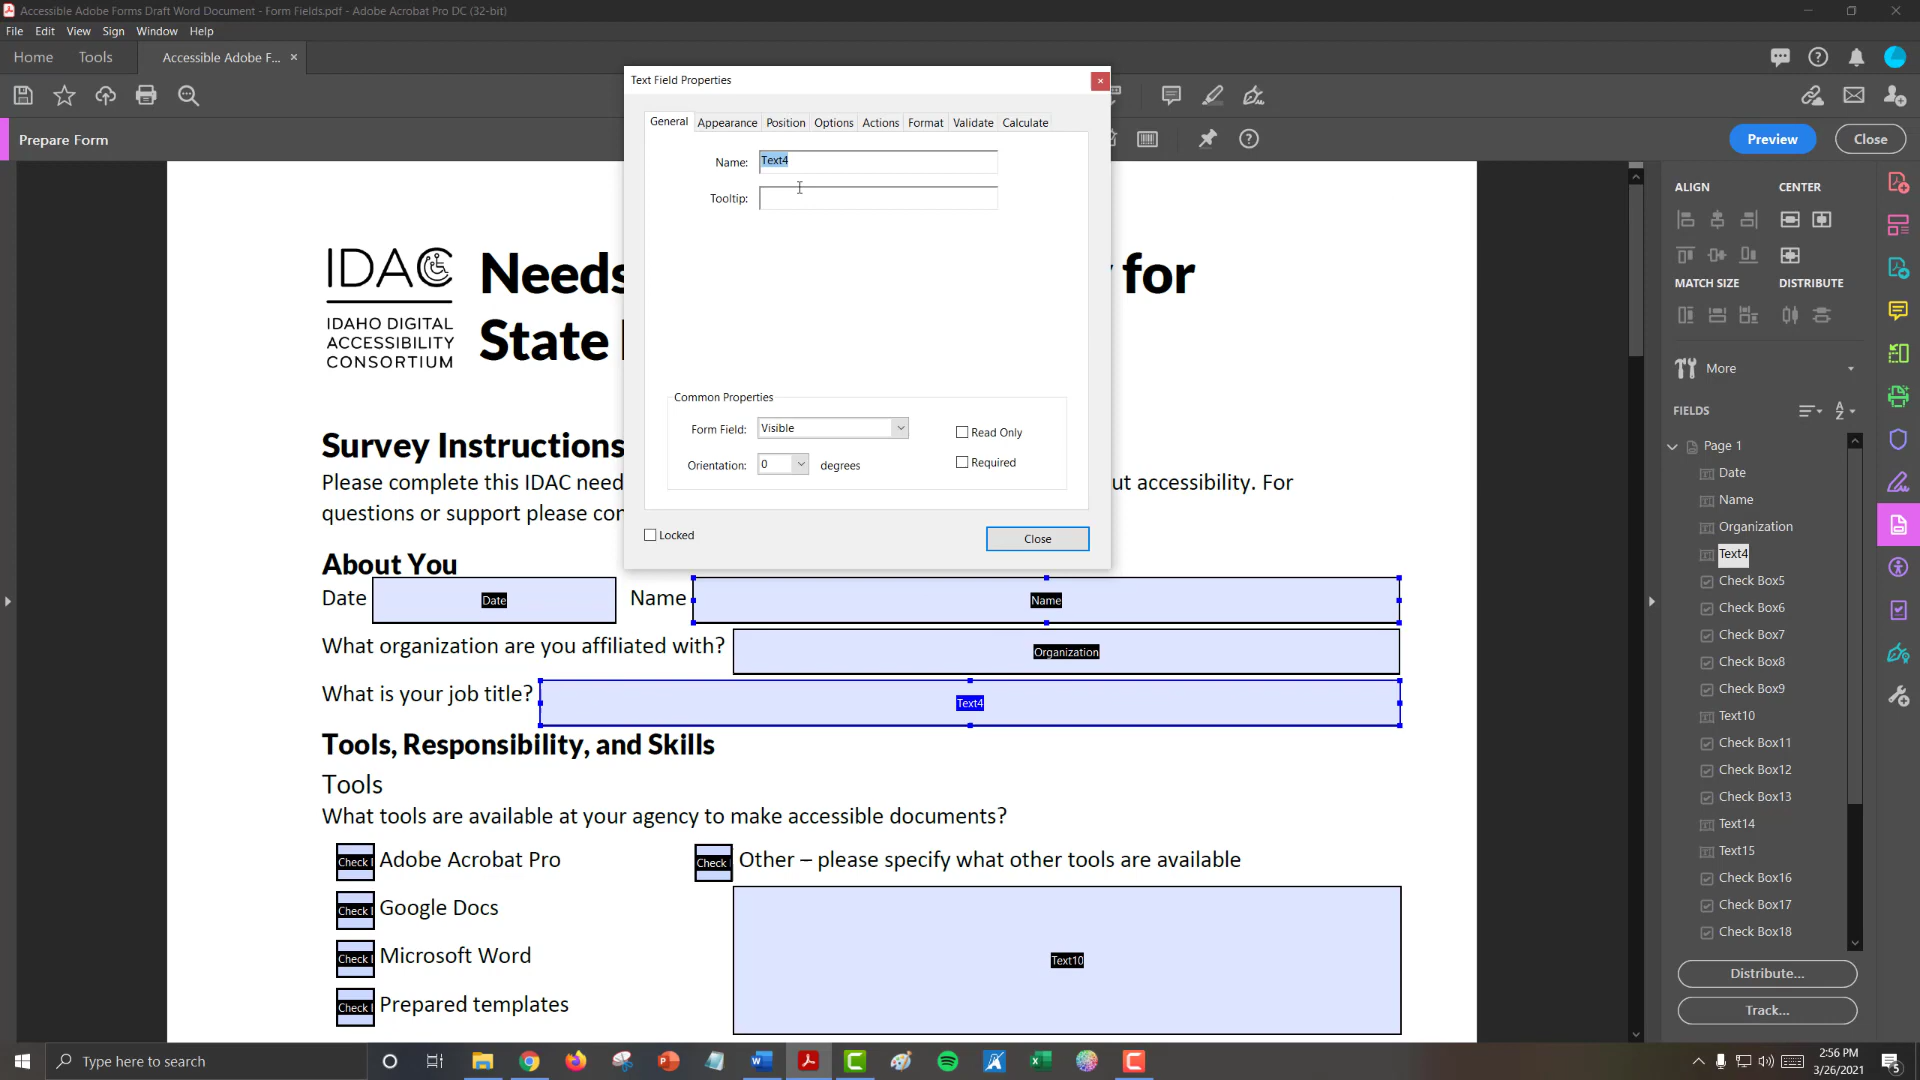 Accessible Adobe Forms Draft Word Document - Form Fields.pdf - Adobe Acrobat Pro DC (32-bit)
File Edit View Sign Window Help
Home Tools Accessible Adobe F... ×
Prepare Form
Preview
Close
Text Field Properties
General Appearance Position Options Actions Format Validate Calculate
Name: Text4
Tooltip:
Common Properties
Form Field: Visible
Read Only
Orientation: 0 degrees
Required
Locked
Close
IDAC
IDAHO DIGITAL
ACCESSIBILITY
CONSORTIUM
Needs for
State
Survey Instructions
Please complete this IDAC need ut accessibility. For
questions or support please con
About You
Date Date Name Name
What organization are you affiliated with? Organization
What is your job title? Text4
Tools, Responsibility, and Skills
Tools
What tools are available at your agency to make accessible documents?
Check Adobe Acrobat Pro
Check Other – please specify what other tools are available
Check Google Docs
Check Microsoft Word
Check Prepared templates
Text10
ALIGN CENTER
MATCH SIZE DISTRIBUTE
More
FIELDS
Page 1
Date
Name
Organization
Text4
Check Box5
Check Box6
Check Box7
Check Box8
Check Box9
Text10
Check Box11
Check Box12
Check Box13
Text14
Text15
Check Box16
Check Box17
Check Box18
Distribute...
Track...
Type here to search
2:56 PM
3/26/2021
5